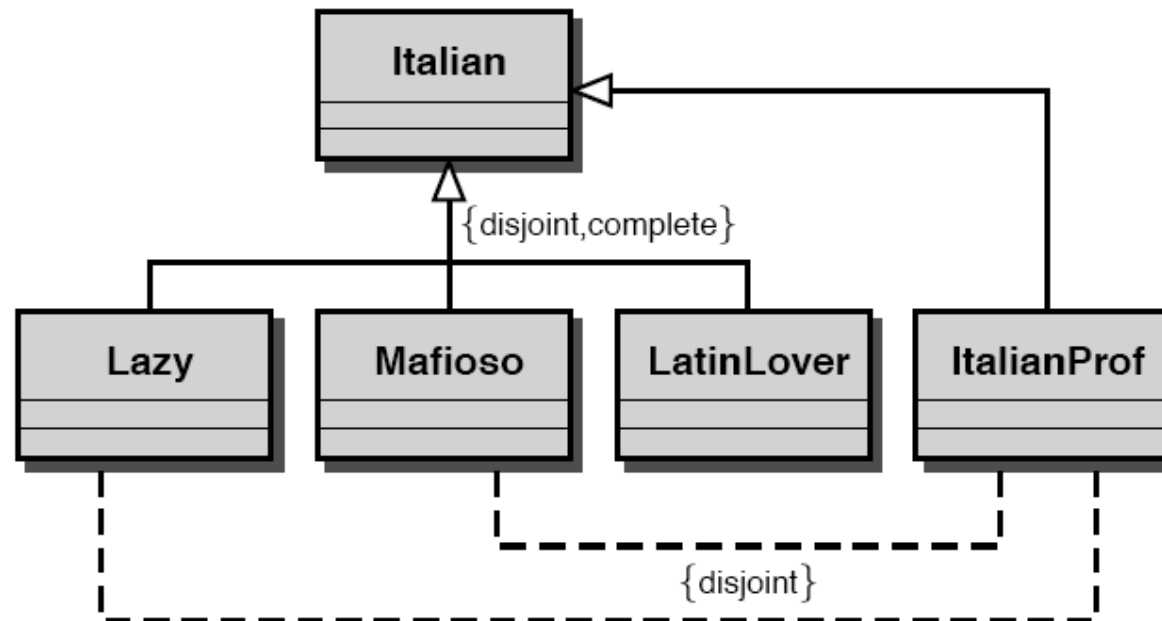 Italian
{disjoint,complete}
Lazy
Mafioso
LatinLover
ItalianProf
{disjoint}